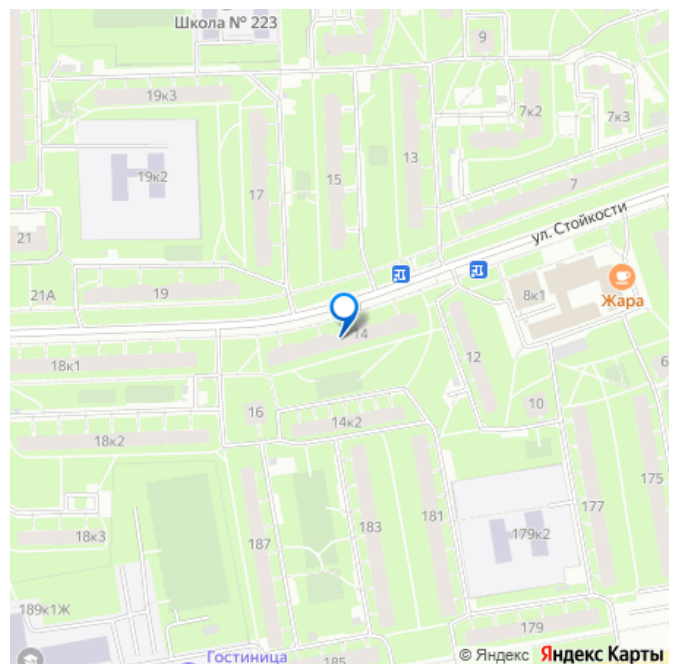 Школа № 223
9
19к3
7к2
7к3
13
19к2
15
17
7
ул. Стойкости
21
21А
19
8к1
Жара
14
12
18к1
6
16
10
14к2
18к2
175
177
181
183
18к3
179к2
187
189к1Ж
179
Гостиница
185
© Яндекс Яндекс Карты